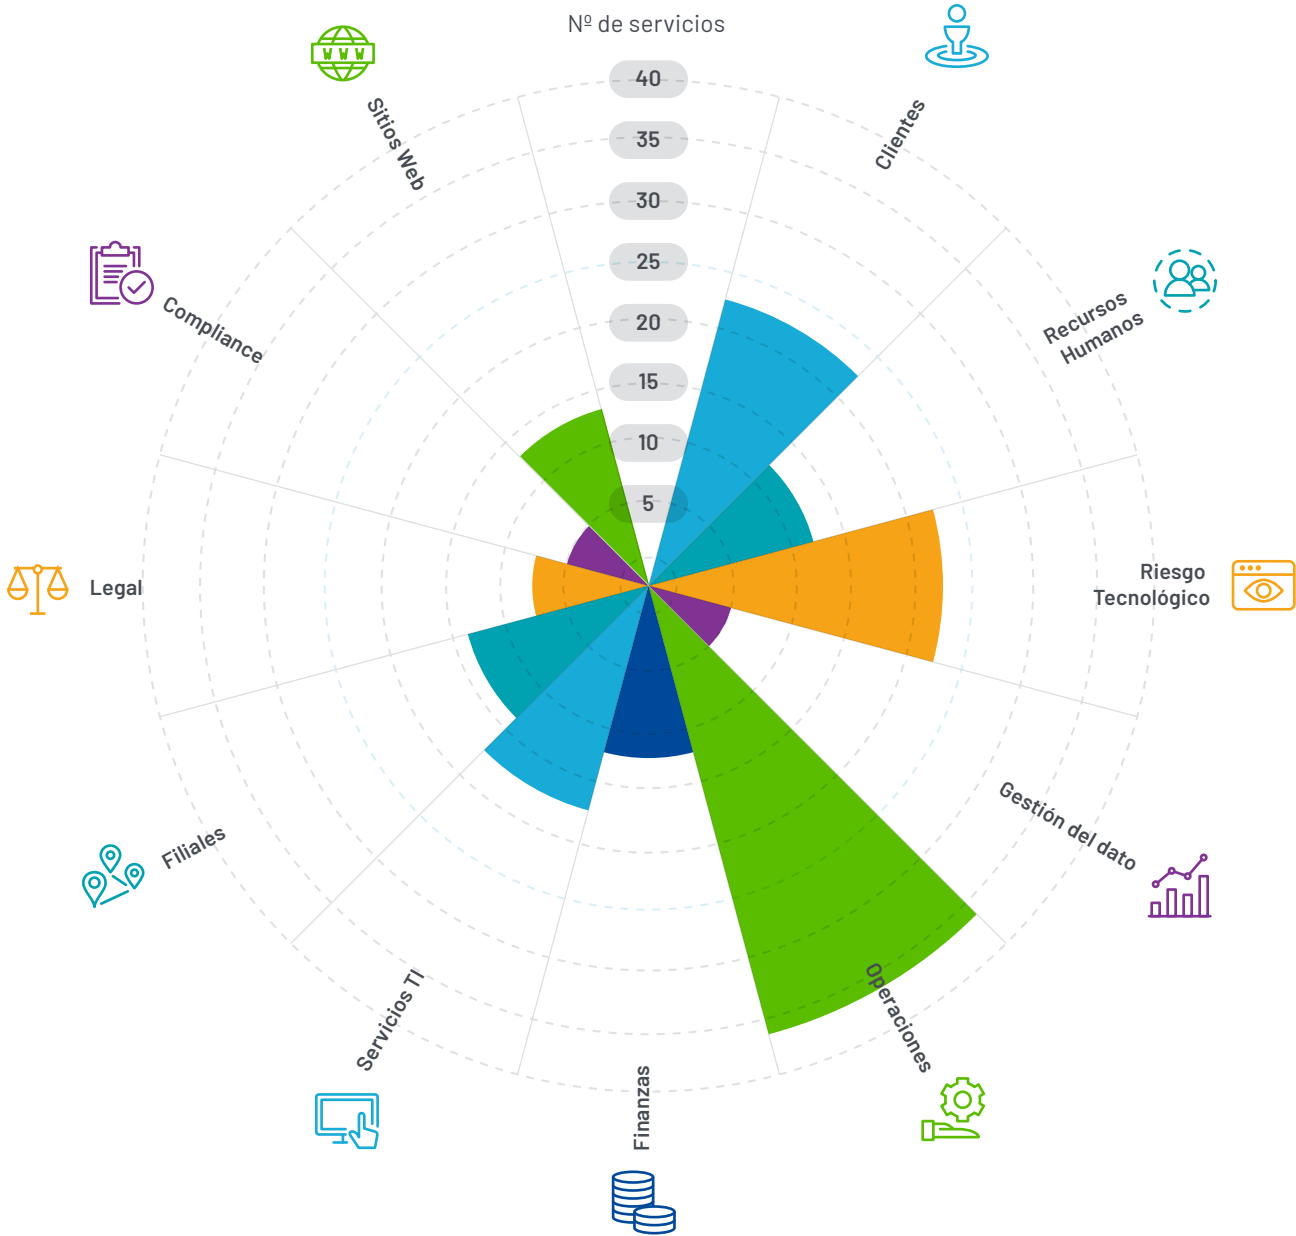 Nº de servicios
40
35
30
25
20
15
10
5
Clientes
Recursos
Humanos
Riesgo
Tecnológico
Gestión del dato
Operaciones
Finanzas
Servicios TI
Filiales
Legal
Compliance
Sitios Web
WWW